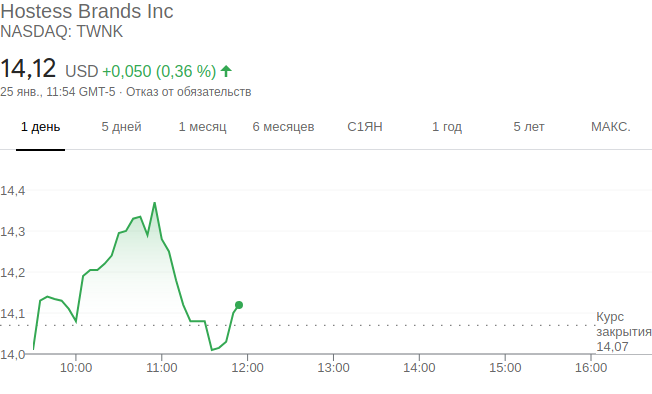 Hostess Brands Inc
NASDAQ: TWNK
14,12 USD +0,050 (0,36 %)
25 янв., 11:54 GMT-5 · Отказ от обязательств
1 день 5 дней 1 месяц 6 месяцев С1ЯН 1 год 5 лет МАКС.
14,4
14,3
14,2
14,1
14,0
Курс
закрытия
14,07
10:00 11:00 12:00 13:00 14:00 15:00 16:00